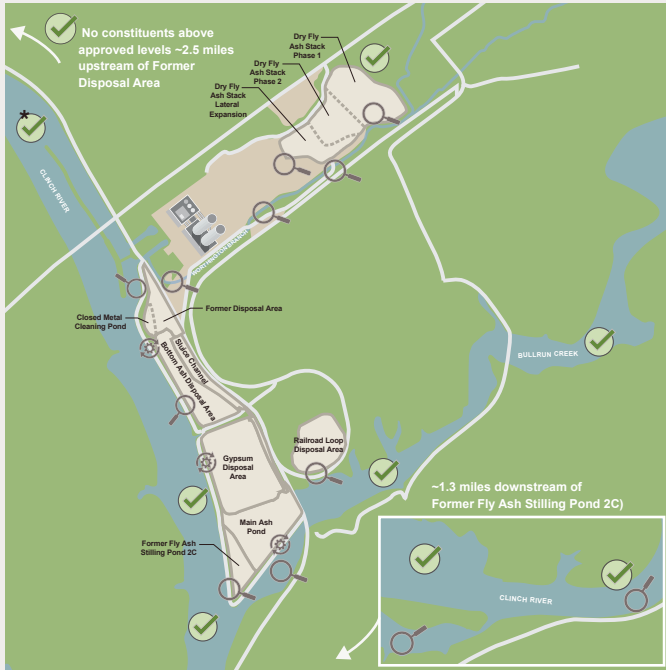 No constituents above
approved levels ~2.5 miles
upstream of Former
Disposal Area
Dry Fly
Ash Stack
Phase 1
Dry Fly
Ash Stack
Phase 2
Dry Fly
Ash Stack
Lateral
Expansion
*
CLINCH RIVER
WORTHINGTON BRANCH
Former Disposal Area
Closed Metal
Cleaning Pond
Sluice Channel
Bottom Ash Disposal Area
BULLRUN CREEK
Railroad Loop
Disposal Area
Gypsum
Disposal
Area
~1.3 miles downstream of
Former Fly Ash Stilling Pond 2C)
Main Ash
Pond
Former Fly Ash
Stilling Pond 2C
CLINCH RIVER